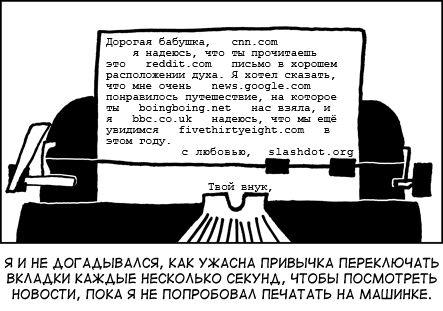 Дорогая бабушка, cnn.com
я надеюсь, что ты прочитаешь
это reddit.com письмо в хорошем
расположении духа. Я хотел сказать,
что мне очень news.google.com
понравилось путешествие, на которое
ты boingboing.net нас взяла, и
я bbc.co.uk надеюсь, что мы ещё
увидимся fivethirtyeight.com в
этом году.
с любовью, slashdot.org
Твой внук,
Я И НЕ ДОГАДЫВАЛСЯ, КАК УЖАСНА ПРИВЫЧКА ПЕРЕКЛЮЧАТЬ
ВКЛАДКИ КАЖДЫЕ НЕСКОЛЬКО СЕКУНД, ЧТОБЫ ПОСМОТРЕТЬ
НОВОСТИ, ПОКА Я НЕ ПОПРОБОВАЛ ПЕЧАТАТЬ НА МАШИНКЕ.